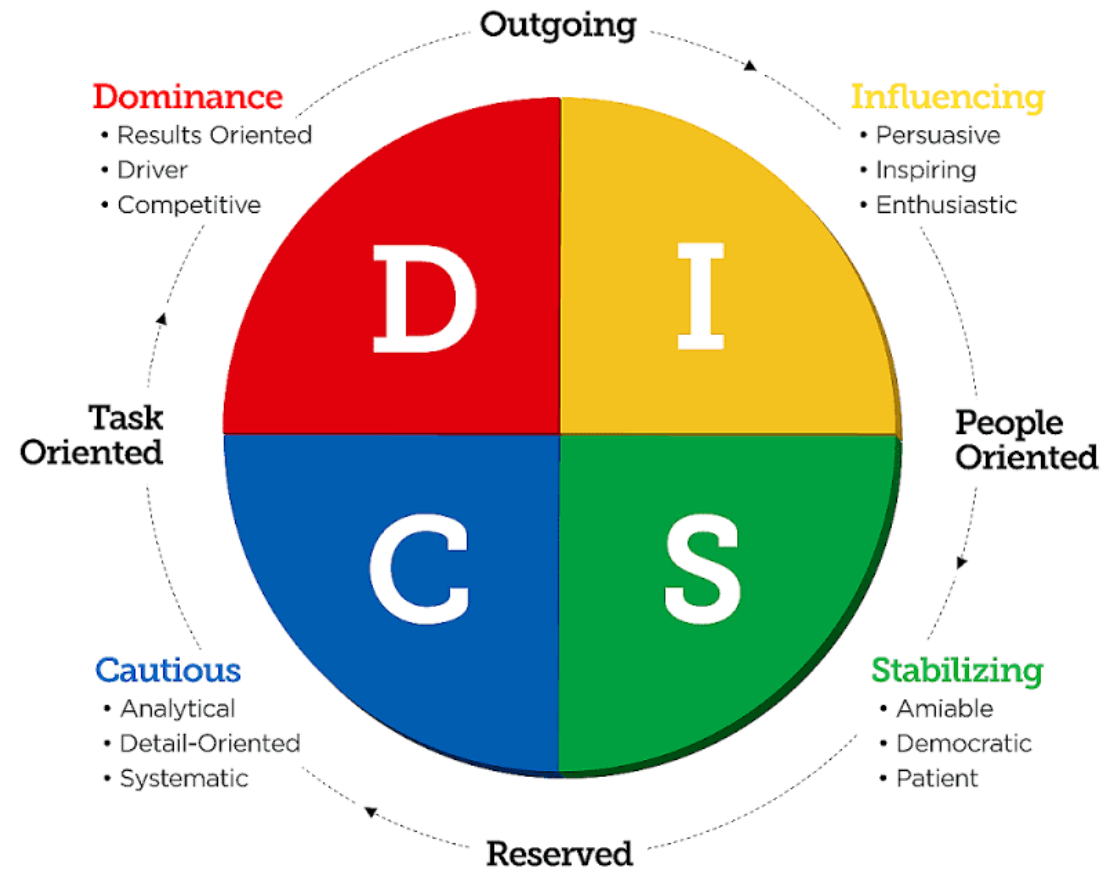 Outgoing
Dominance
• Results Oriented
• Driver
• Competitive
Influencing
• Persuasive
• Inspiring
• Enthusiastic
D
I
Task
Oriented
People
Oriented
C
S
Cautious
• Analytical
• Detail-Oriented
• Systematic
Stabilizing
• Amiable
• Democratic
• Patient
Reserved